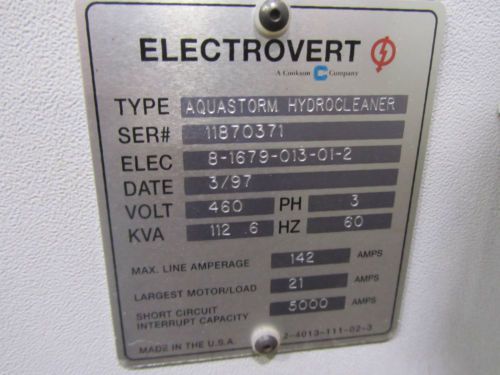 ELECTROVERT
A Cookson C Company
TYPE AQUASTORM HYDROCLEANER
SER# 11870371
ELEC 8-1679-013-01-2
DATE 3/97
VOLT 460 PH 3
KVA 112.6 HZ 60
MAX. LINE AMPERAGE 142 AMPS
LARGEST MOTOR/LOAD 21 AMPS
SHORT CIRCUIT
INTERRUPT CAPACITY 5000 AMPS
MADE IN THE U.S.A. 2-4013-111-02-3